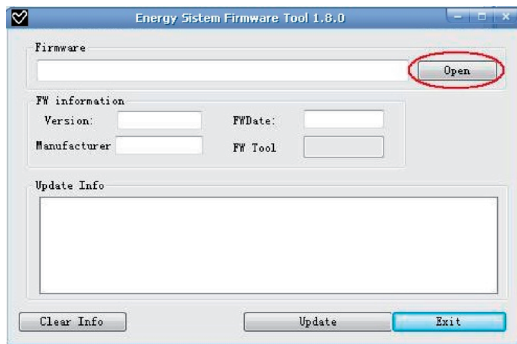 Energy Sistem Firmware Tool 1.8.0
Firmware
Open
FW information
Version:
FWDate:
Manufacturer
FW Tool
Update Info
Clear Info
Update
Exit